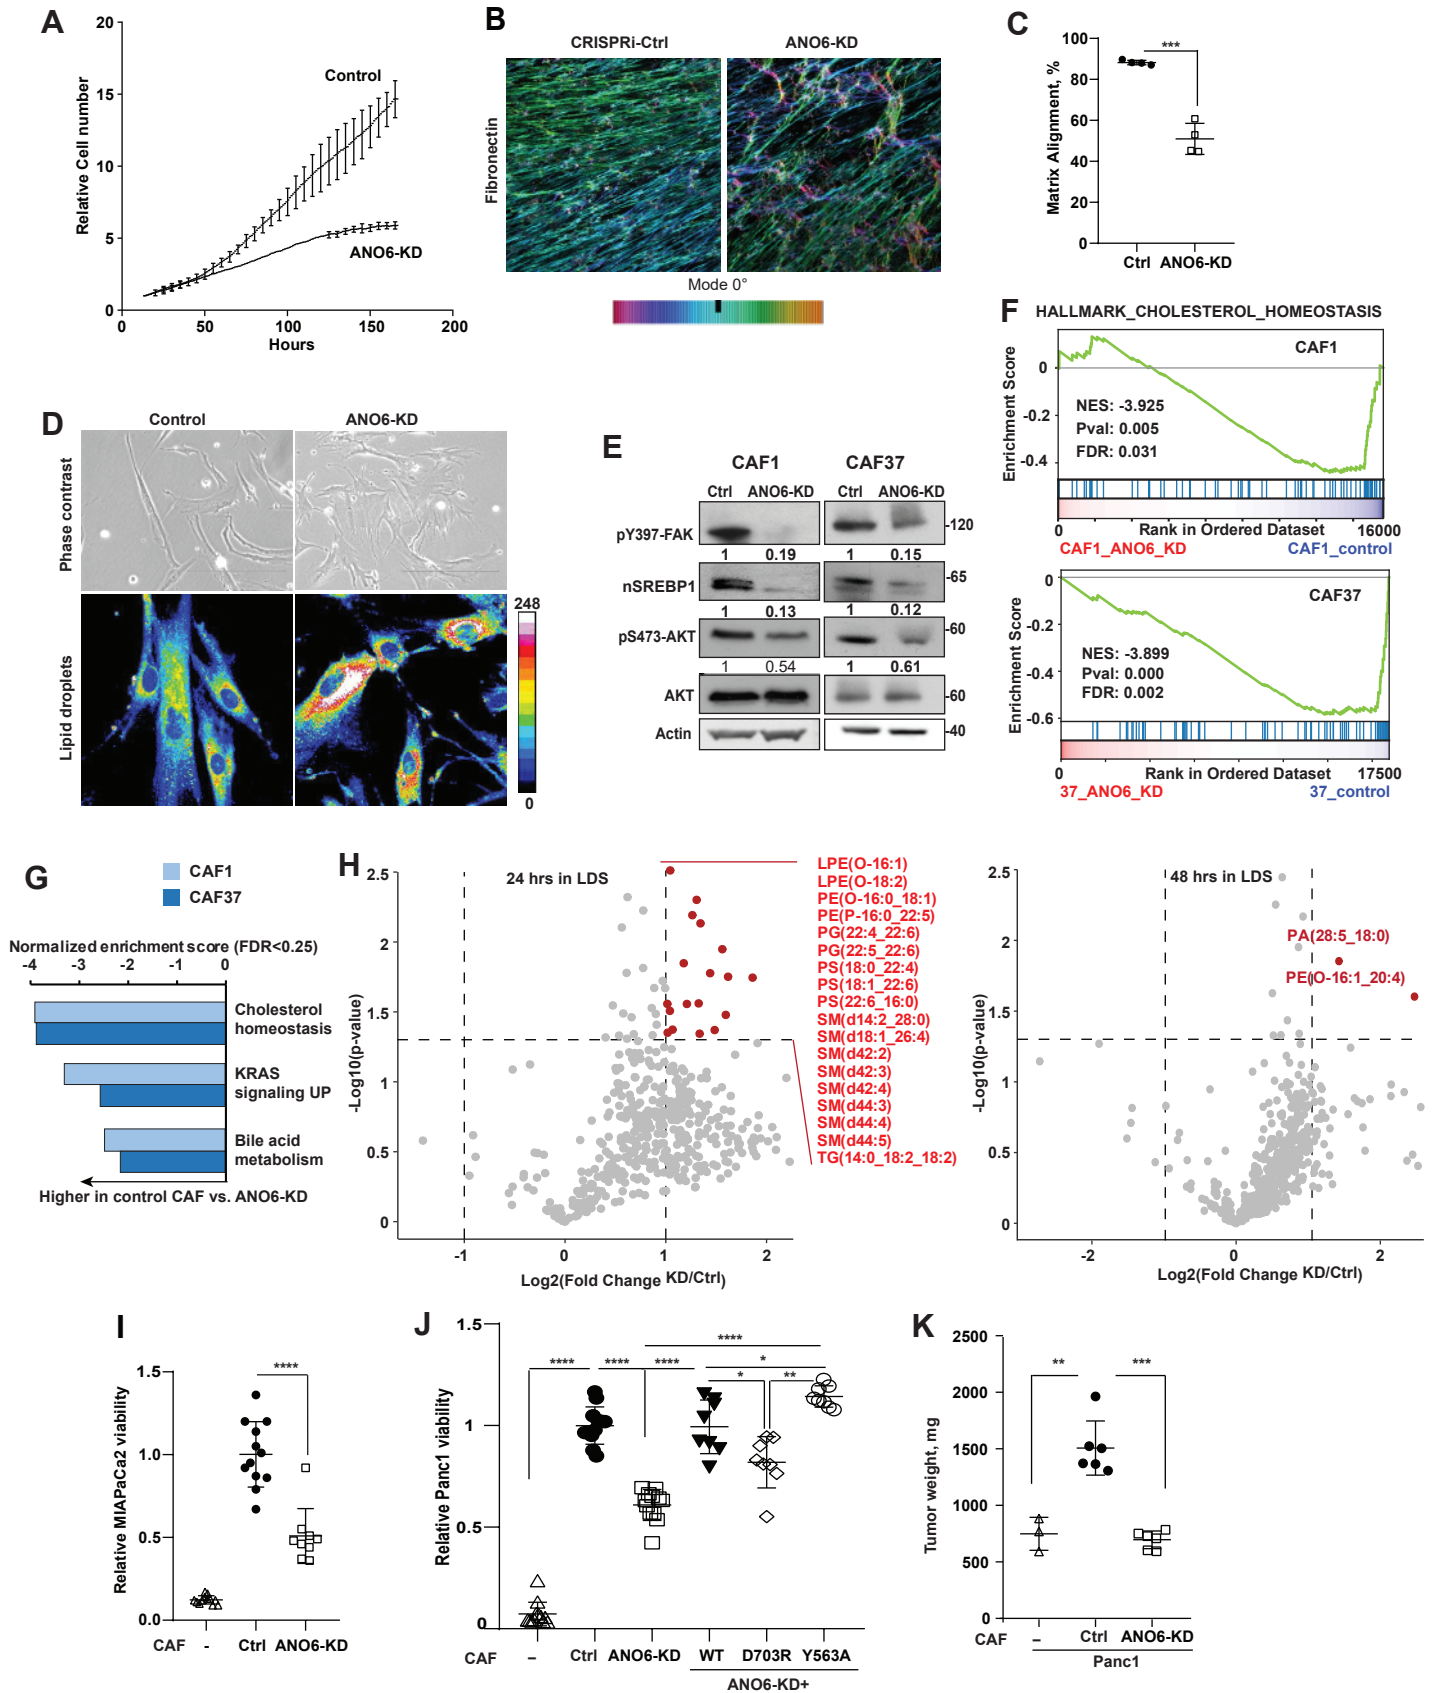 A
20
15
10
5
0
0
50
100
150
200
Relative Cell number
Hours
Control
ANO6-KD
B
CRISPRi-Ctrl
ANO6-KD
Fibronectin
Mode 0°
C
100
80
60
40
20
0
Matrix Alignment, %
***
Ctrl
ANO6-KD
D
Control
ANO6-KD
Phase contrast
Lipid droplets
248
0
E
CAF1
CAF37
Ctrl
ANO6-KD
Ctrl
ANO6-KD
pY397-FAK
-120
1
0.19
1
0.15
nSREBP1
-65
1
0.13
1
0.12
pS473-AKT
-60
1
0.54
1
0.61
AKT
-60
Actin
-40
F
HALLMARK_CHOLESTEROL_HOMEOSTASIS
CAF1
Enrichment Score
0
-0.2
-0.4
NES: -3.925
Pval: 0.005
FDR: 0.031
0
Rank in Ordered Dataset
16000
CAF1_ANO6_KD
CAF1_control
CAF37
Enrichment Score
0
-0.2
-0.4
-0.6
NES: -3.899
Pval: 0.000
FDR: 0.002
0
Rank in Ordered Dataset
17500
37_ANO6_KD
37_control
G
CAF1
CAF37
Normalized enrichment score (FDR<0.25)
-4
-3
-2
-1
0
Cholesterol
homeostasis
KRAS
signaling UP
Bile acid
metabolism
Higher in control CAF vs. ANO6-KD
H
24 hrs in LDS
2.5
2
1.5
1
0.5
0
-Log10(p-value)
-1
0
1
2
Log2(Fold Change KD/Ctrl)
LPE(O-16:1)
LPE(O-18:2)
PE(O-16:0_18:1)
PE(P-16:0_22:5)
PG(22:4_22:6)
PG(22:5_22:6)
PS(18:0_22:4)
PS(18:1_22:6)
PS(22:6_16:0)
SM(d14:2_28:0)
SM(d18:1_26:4)
SM(d42:2)
SM(d42:3)
SM(d42:4)
SM(d44:3)
SM(d44:4)
SM(d44:5)
TG(14:0_18:2_18:2)
48 hrs in LDS
2.5
2
1.5
1
0.5
0
-Log10(p-value)
PA(28:5_18:0)
PE(O-16:1_20:4)
-2
0
2
Log2(Fold Change KD/Ctrl)
I
1.5
1.0
0.5
0.0
Relative MIAPaCa2 viability
****
CAF
-
Ctrl
ANO6-KD
J
1.5
1
0.5
0
Relative Panc1 viability
****
****
****
****
*
*
**
CAF
–
Ctrl
ANO6-KD
WT
D703R
Y563A
ANO6-KD+
K
2500
2000
1500
1000
500
0
Tumor weight, mg
**
***
CAF
–
Ctrl
ANO6-KD
Panc1